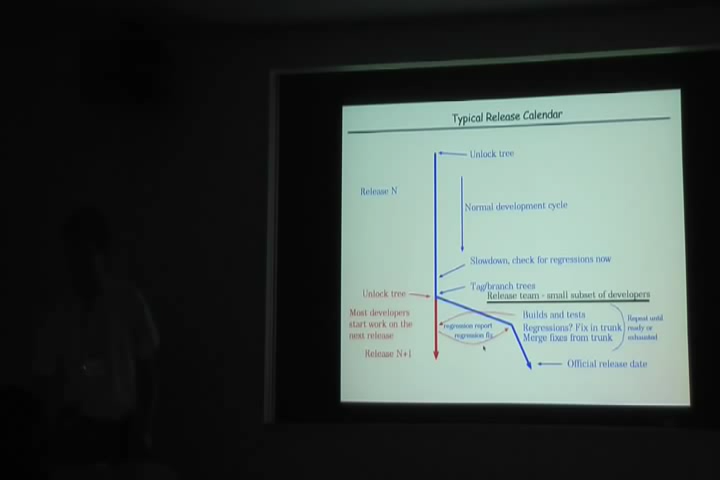 Typical Release Calendar
Unlock tree
Release N
Normal development cycle
Slowdown, check for regressions now
Tag/branch trees
Unlock tree
Release team - small subset of developers
Most developers
start work on the
next release
Release N+1
regression report
regression fix
Builds and tests
Regressions? Fix in trunk
Merge fixes from trunk
Repeat until
ready or
exhausted
Official release date